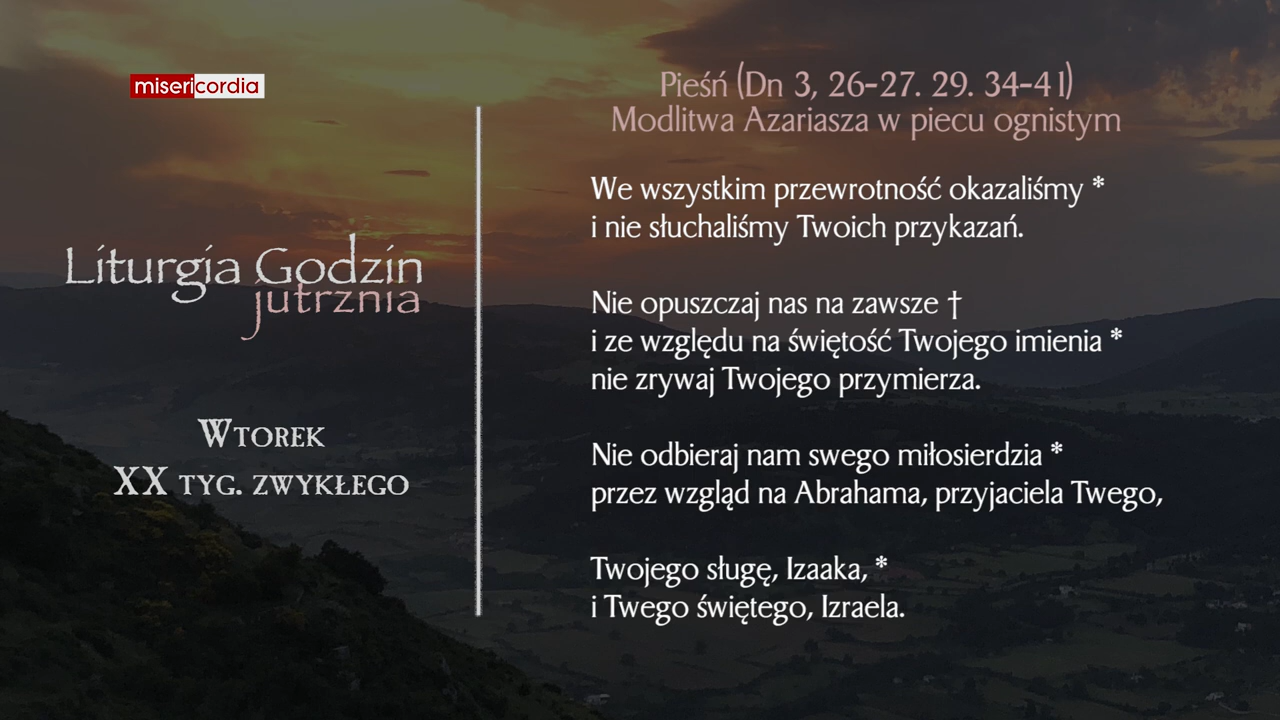 misericordia
Liturgia Godzin
jutrznia
Wtorek
XX tyg. zwykłego
Pieśń (Dn 3, 26-27. 29. 34-41)
Modlitwa Azariasza w piecu ognistym
We wszystkim przewrotność okazaliśmy *
i nie słuchaliśmy Twoich przykazań.
Nie opuszczaj nas na zawsze †
i ze względu na świętość Twojego imienia *
nie zrywaj Twojego przymierza.
Nie odbieraj nam swego miłosierdzia *
przez wzgląd na Abrahama, przyjaciela Twego,
Twojego sługę, Izaaka, *
i Twego świętego, Izraela.